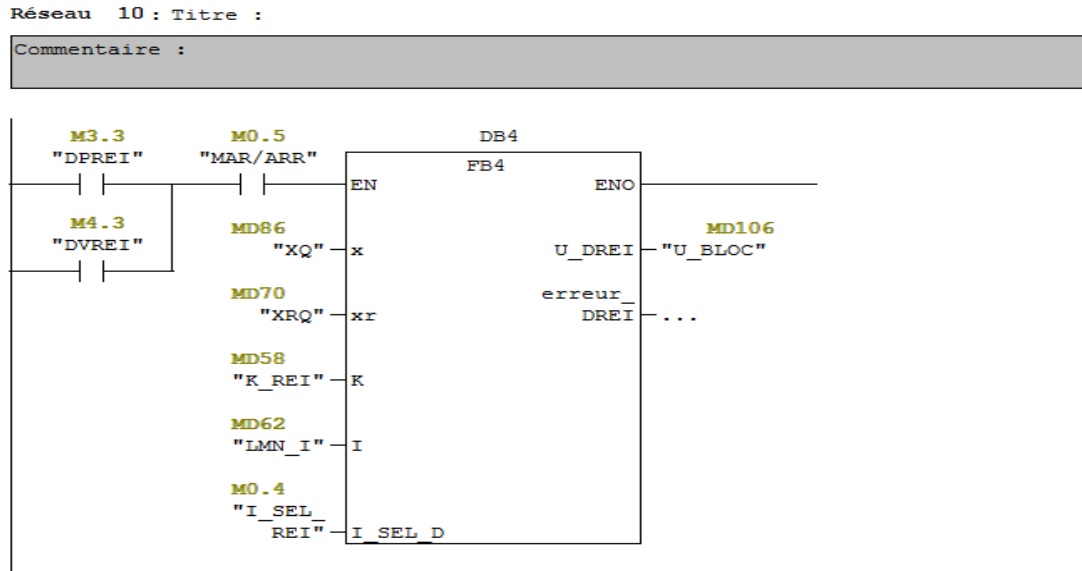 Réseau 10 : Titre :
Commentaire :
M3.3 M0.5 DB4
"DPREI" "MAR/ARR" FB4
EN ENO
M4.3 MD86 MD106
"DVREI" "XQ" x U_DREI "U_BLOC"
MD70 erreur_
"XRQ" xr DREI ...
MD58
"K_REI" K
MD62
"LMN_I" I
M0.4
"I_SEL_
REI" I_SEL_D